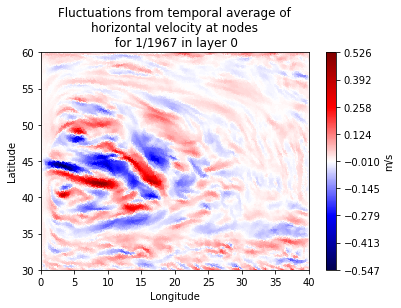 Fluctuations from temporal average of
horizontal velocity at nodes
for 1/1967 in layer 0
60
55
50
45
40
35
30
Latitude
0 5 10 15 20 25 30 35 40
Longitude
0.526
0.392
0.258
0.124
−0.010
−0.145
−0.279
−0.413
−0.547
m/s